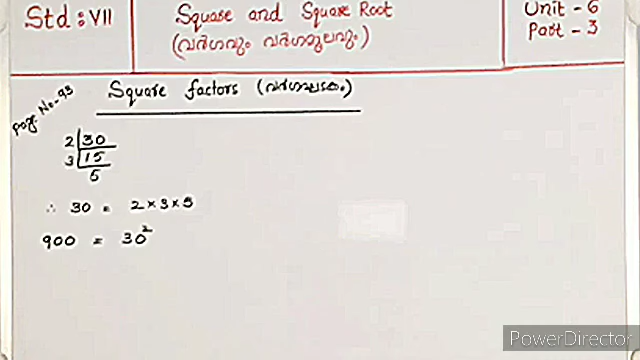 Std : VII
Square and Square Root
(വർഗവും വർഗമൂലവും)
Unit - 6
Part - 3
Page No - 93
Square factors (വർഗഘടകം)
2 | 30
3 | 15
5
∴ 30 = 2 × 3 × 5
900 = 30²
PowerDirector